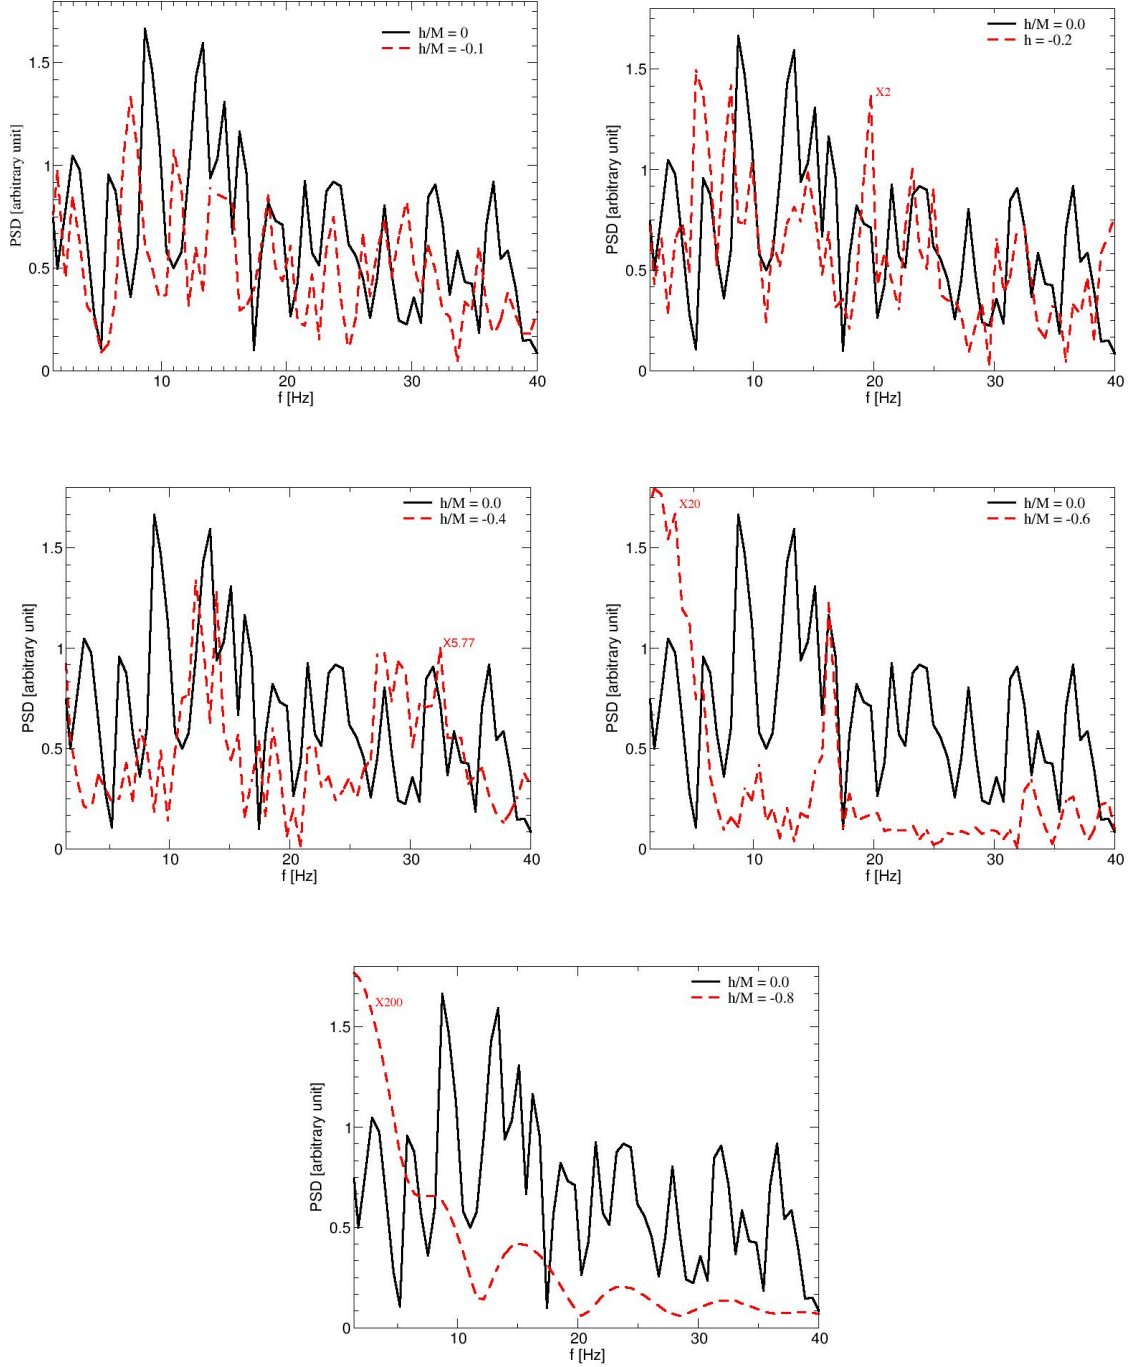 h/M = 0
h/M = -0.1
PSD [arbitrary unit]
1.5
1
0.5
0
10
20
30
40
f [Hz]
h/M = 0.0
h = -0.2
X2
PSD [arbitrary unit]
1.5
1
0.5
0
10
20
30
40
f [Hz]
h/M = 0.0
h/M = -0.4
X5.77
PSD [arbitrary unit]
1.5
1
0.5
0
10
20
30
40
f [Hz]
h/M = 0.0
h/M = -0.6
X20
PSD [arbitrary unit]
1.5
1
0.5
0
10
20
30
40
f [Hz]
h/M = 0.0
h/M = -0.8
X200
PSD [arbitrary unit]
1.5
1
0.5
0
10
20
30
40
f [Hz]